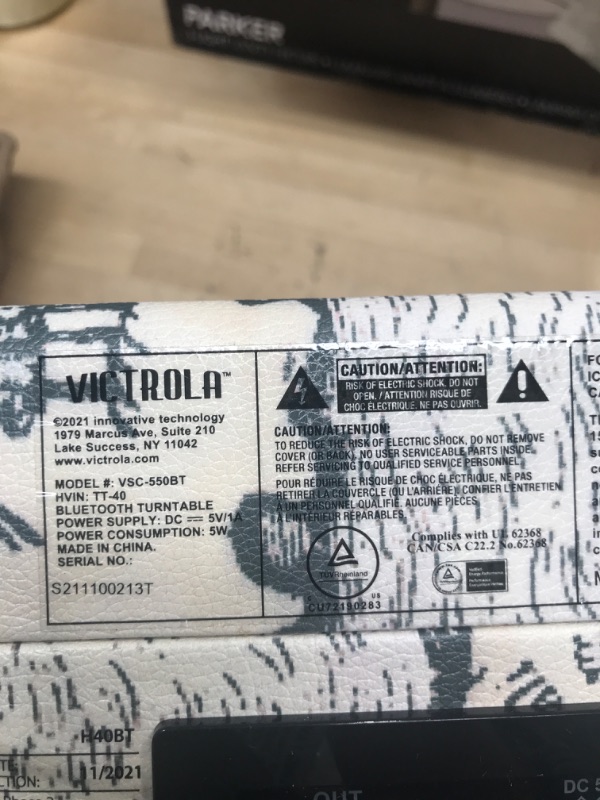 PARKER
VICTROLA™
©2021 innovative technology
1979 Marcus Ave, Suite 210
Lake Success, NY 11042
www.victrola.com
MODEL #: VSC-550BT
HVIN: TT-40
BLUETOOTH TURNTABLE
POWER SUPPLY: DC ⎓ 5V/1A
POWER CONSUMPTION: 5W
MADE IN CHINA.
SERIAL NO.:
S211100213T
CAUTION/ATTENTION:
RISK OF ELECTRIC SHOCK. DO NOT
OPEN. / ATTENTION RISQUE DE
CHOC ÉLECTRIQUE. NE PAS OUVRIR.
CAUTION/ATTENTION:
TO REDUCE THE RISK OF ELECTRIC SHOCK, DO NOT REMOVE
COVER (OR BACK). NO USER SERVICEABLE PARTS INSIDE.
REFER SERVICING TO QUALIFIED SERVICE PERSONNEL.
POUR RÉDUIRE LE RISQUE DE CHOC ÉLECTRIQUE, NE PAS
RETIRER LA COUVERCLE (OU L'ARRIÈRE). CONFIER L'ENTRETIEN
À UN PERSONNEL QUALIFIÉ. AUCUNE PIÈCES
À L'INTÉRIEUR RÉPARABLES.
TÜVRheinland
US
CU72190283
Complies with UL 62368
CAN/CSA C22.2 No.62368
H40BT
11/2021
OUT
DC 5